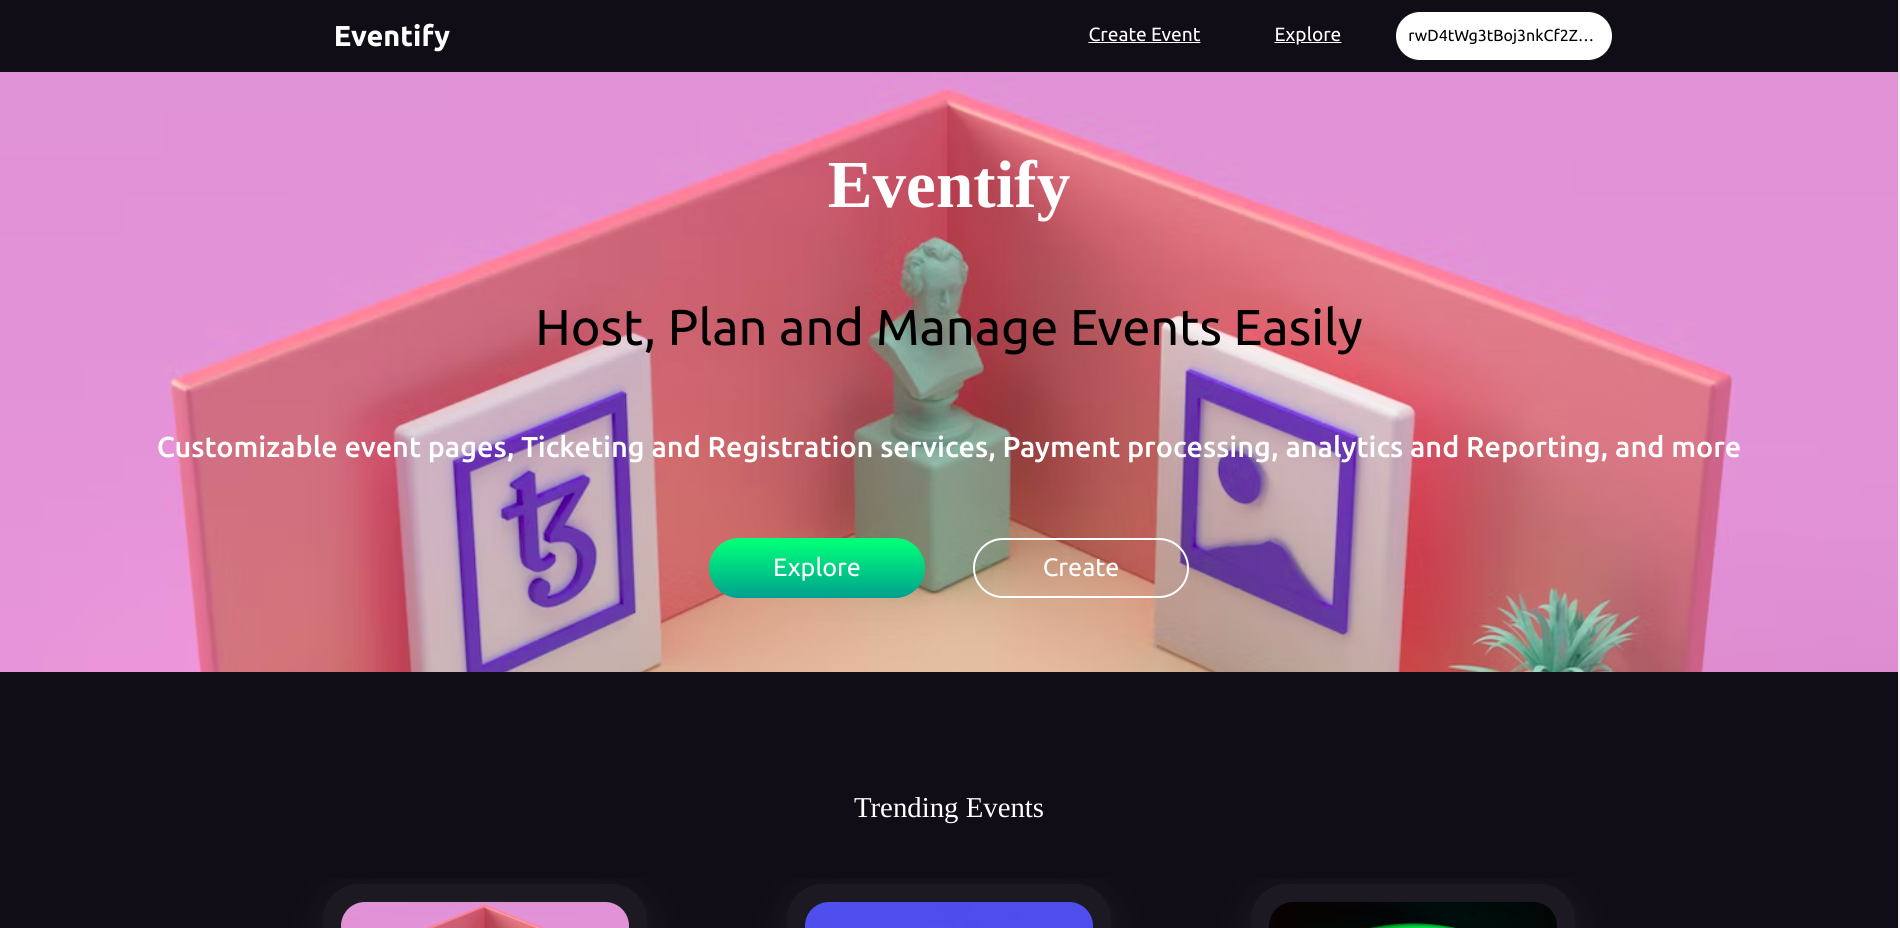 Eventify
Create Event
Explore
rwD4tWg3tBoj3nkCf2Z...
Eventify
Host, Plan and Manage Events Easily
Customizable event pages, Ticketing and Registration services, Payment processing, analytics and Reporting, and more
Explore
Create
Trending Events